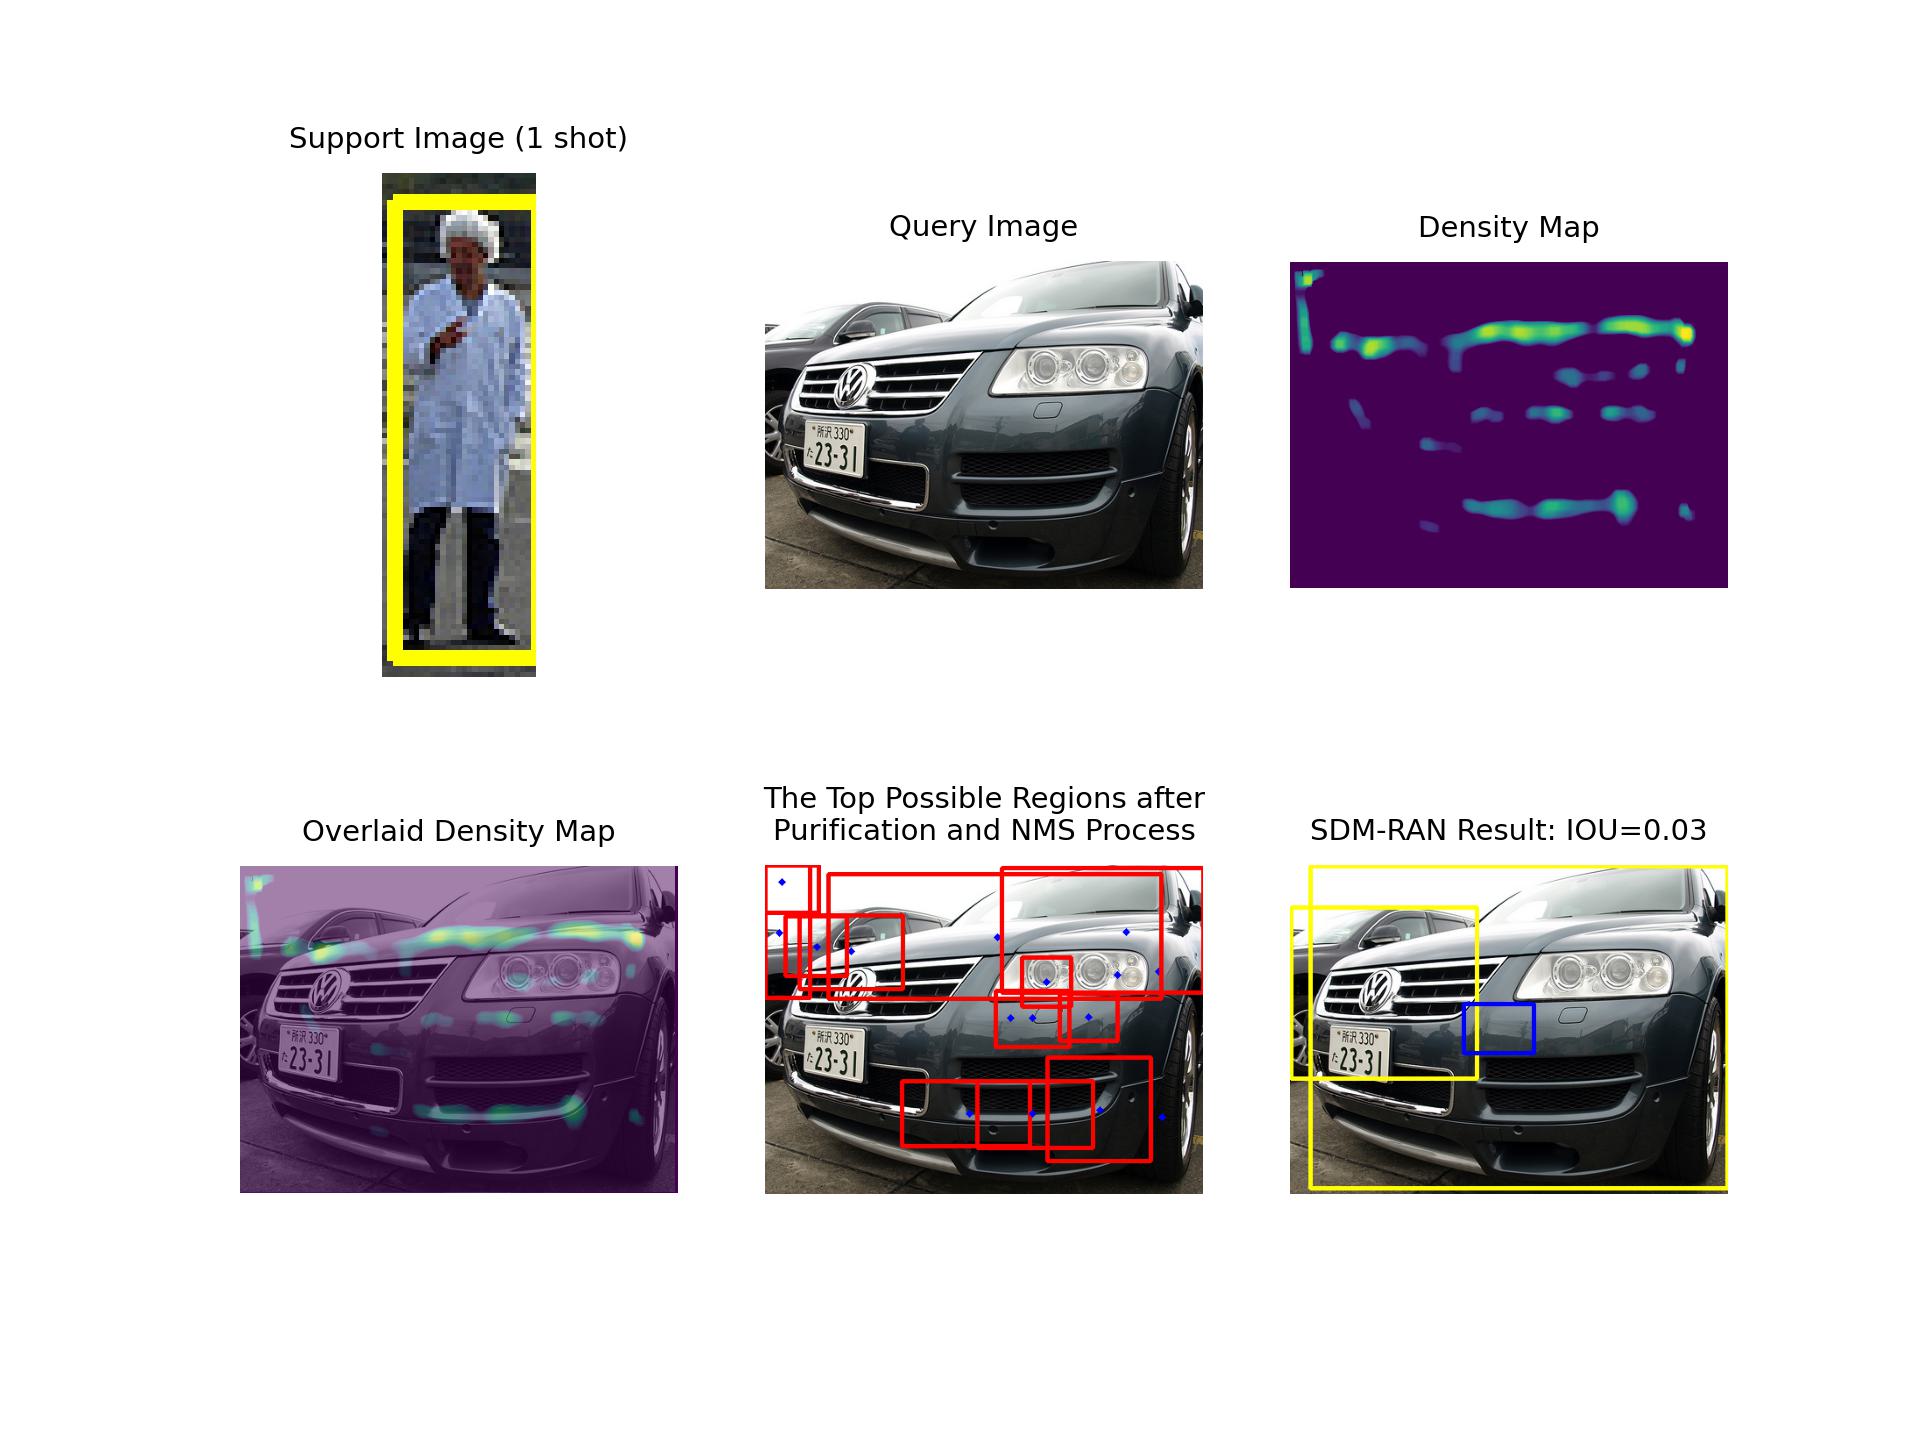 Support Image (1 shot)
Query Image
Density Map
"所沢 330"
た 23-31
Overlaid Density Map
"所沢 330"
た 23-31
The Top Possible Regions after
Purification and NMS Process
"所沢 330"
た 23-31
SDM-RAN Result: IOU=0.03
"所沢 330"
た 23-31